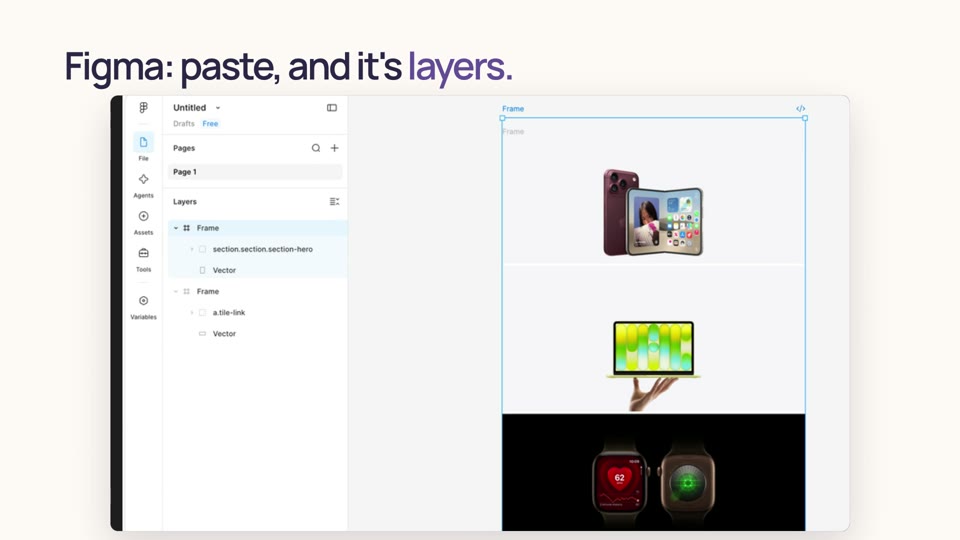 Figma: paste, and it's layers.
Untitled
Drafts Free
File
Pages
Page 1
Agents
Layers
Assets
Frame
section.section.section-hero
Tools
Vector
Frame
Variables
a.tile-link
Vector
Frame
Frame
62